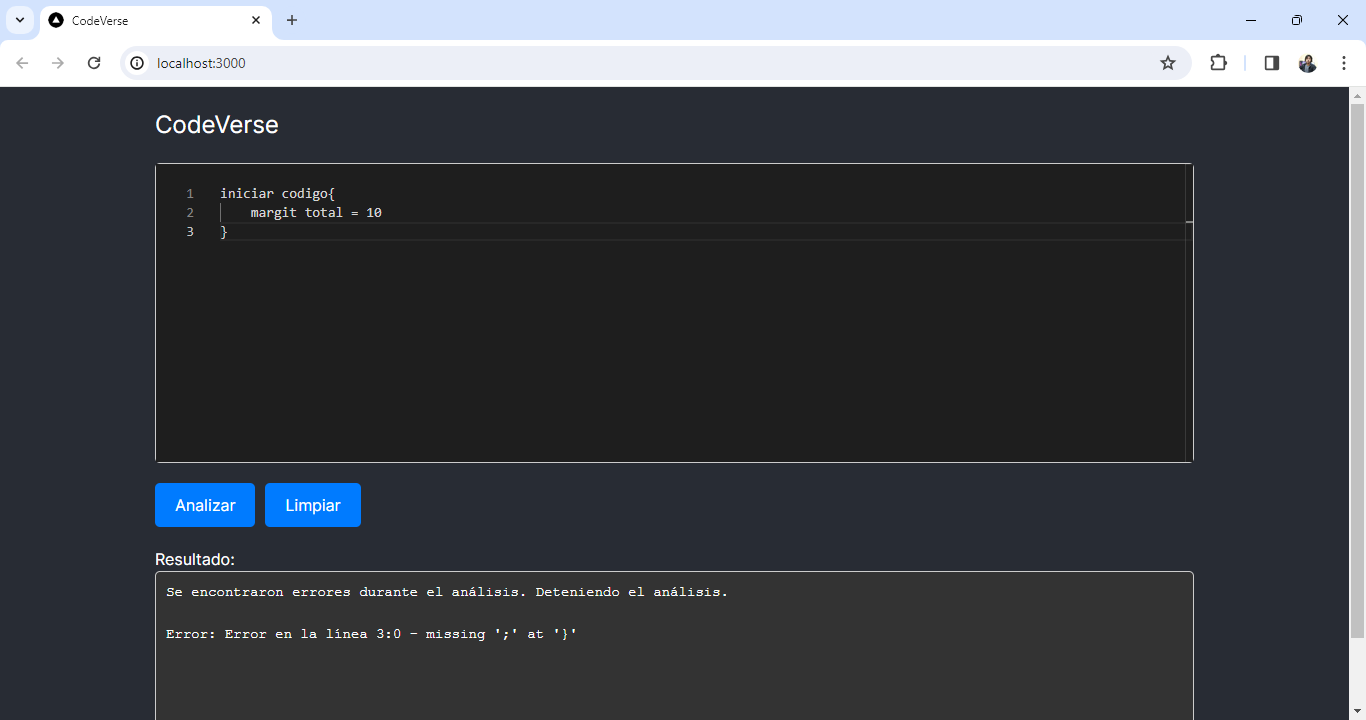 CodeVerse
localhost:3000
CodeVerse
1 iniciar codigo{
2 margit total = 10
3 }
Analizar Limpiar
Resultado:
Se encontraron errores durante el análisis. Deteniendo el análisis.
Error: Error en la línea 3:0 - missing ';' at '}'